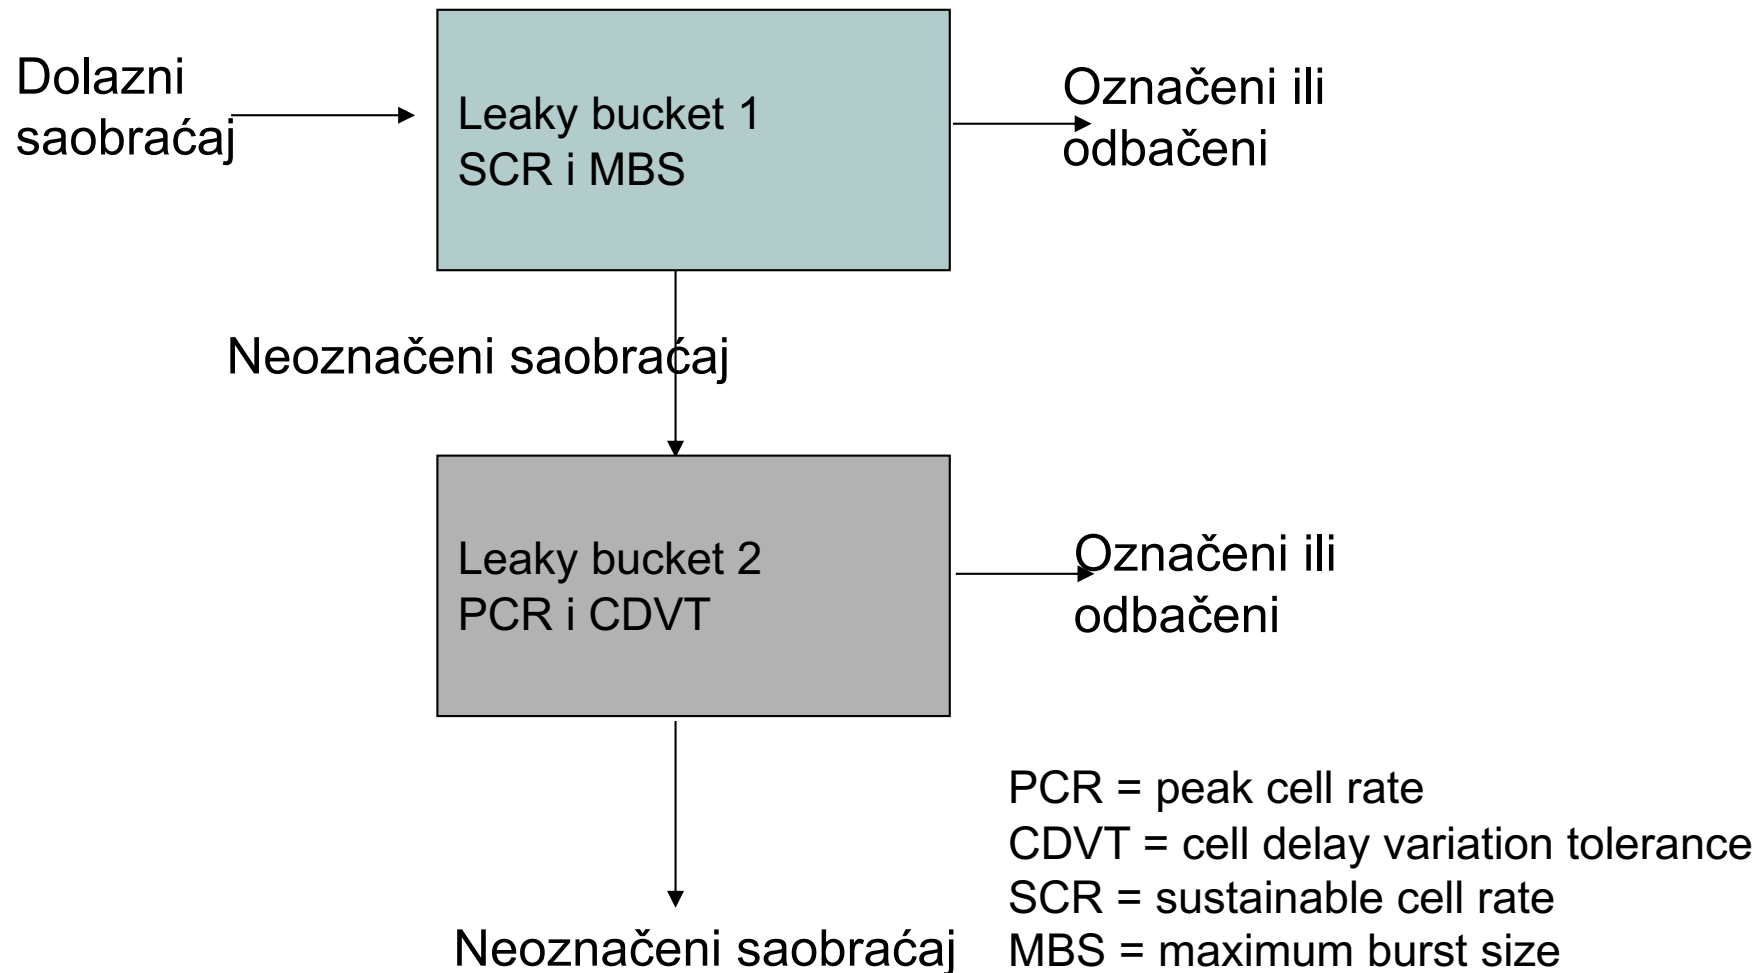 Dolazni
saobraćaj
Leaky bucket 1
SCR i MBS
Označeni ili
odbačeni
Neoznačeni saobraćaj
Leaky bucket 2
PCR i CDVT
Označeni ili
odbačeni
Neoznačeni saobraćaj
PCR = peak cell rate
CDVT = cell delay variation tolerance
SCR = sustainable cell rate
MBS = maximum burst size